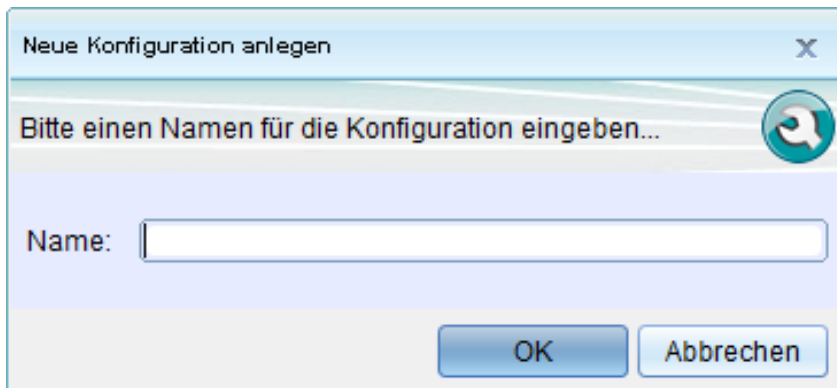 Neue Konfiguration anlegen
x
Bitte einen Namen für die Konfiguration eingeben...
Name:
OK Abbrechen